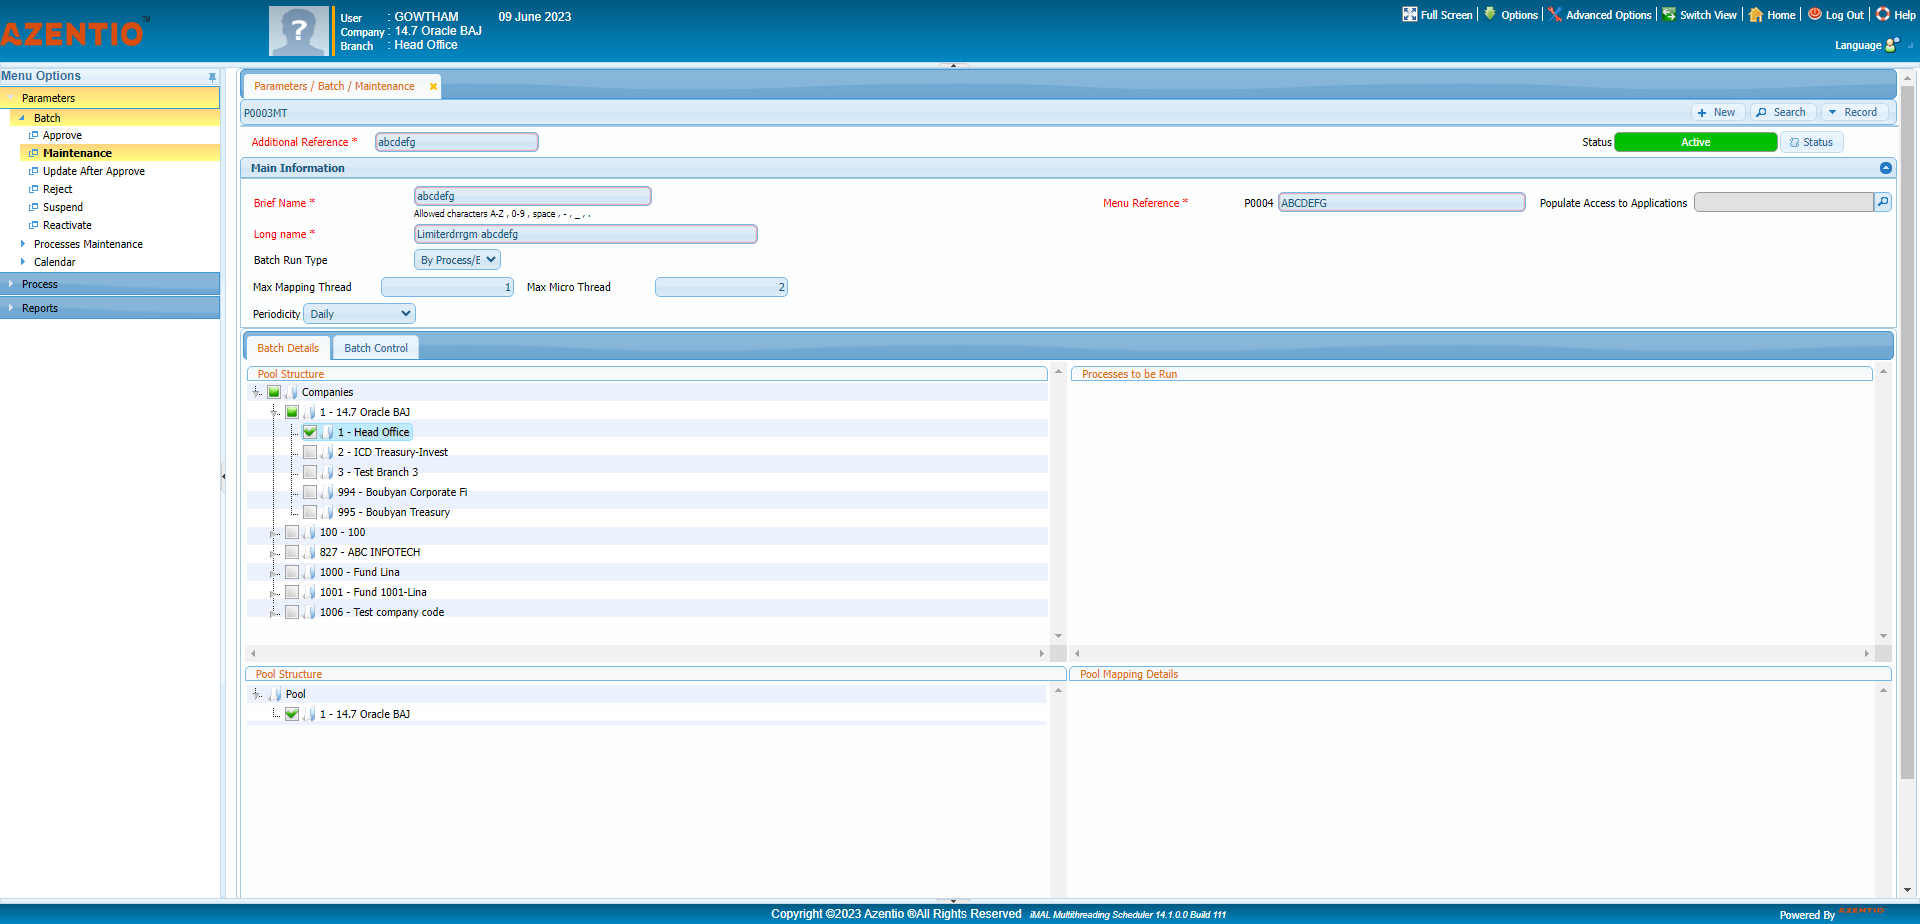 AZENTIO™
User : GOWTHAM 09 June 2023
Company : 14.7 Oracle BAJ
Branch : Head Office
Full Screen Options Advanced Options Switch View Home Log Out Help
Language
Menu Options
Parameters
Batch
Approve
Maintenance
Update After Approve
Reject
Suspend
Reactivate
Processes Maintenance
Calendar
Process
Reports
Parameters / Batch / Maintenance
P0003MT
New Search Record
Additional Reference * abcdefg Status Active Status
Main Information
Brief Name * abcdefg
Allowed characters A-Z , 0-9 , space , - , _ , .
Menu Reference * P0004 ABCDEFG Populate Access to Applications
Long name * Limiterdrrgm abcdefg
Batch Run Type By Process/E
Max Mapping Thread 1 Max Micro Thread 2
Periodicity Daily
Batch Details Batch Control
Pool Structure
Companies
1 - 14.7 Oracle BAJ
1 - Head Office
2 - ICD Treasury-Invest
3 - Test Branch 3
994 - Boubyan Corporate Fi
995 - Boubyan Treasury
100 - 100
827 - ABC INFOTECH
1000 - Fund Lina
1001 - Fund 1001-Lina
1006 - Test company code
Processes to be Run
Pool Structure
Pool
1 - 14.7 Oracle BAJ
Pool Mapping Details
Copyright ©2023 Azentio ®All Rights Reserved iMAL Multithreading Scheduler 14.1.0.0 Build 111
Powered By AZENTIO